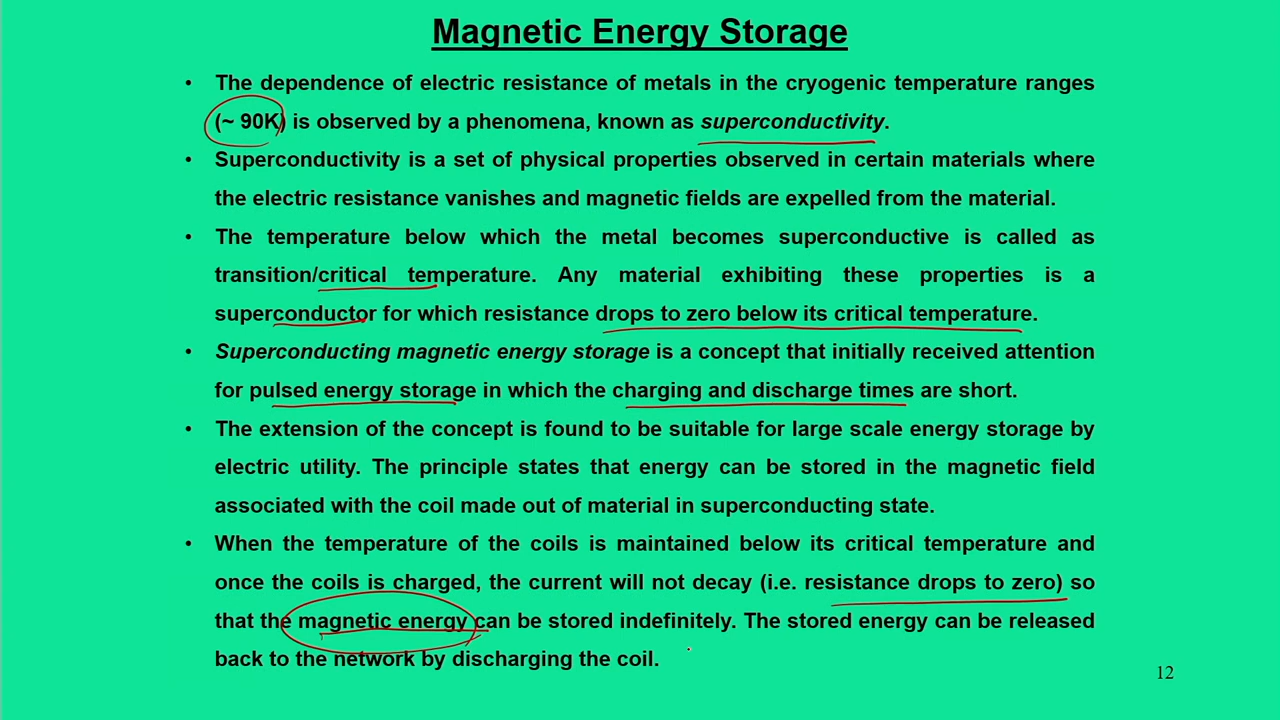 Magnetic Energy Storage
• The dependence of electric resistance of metals in the cryogenic temperature ranges
(~ 90K) is observed by a phenomena, known as superconductivity.
• Superconductivity is a set of physical properties observed in certain materials where
the electric resistance vanishes and magnetic fields are expelled from the material.
• The temperature below which the metal becomes superconductive is called as
transition/critical temperature. Any material exhibiting these properties is a
superconductor for which resistance drops to zero below its critical temperature.
• Superconducting magnetic energy storage is a concept that initially received attention
for pulsed energy storage in which the charging and discharge times are short.
• The extension of the concept is found to be suitable for large scale energy storage by
electric utility. The principle states that energy can be stored in the magnetic field
associated with the coil made out of material in superconducting state.
• When the temperature of the coils is maintained below its critical temperature and
once the coils is charged, the current will not decay (i.e. resistance drops to zero) so
that the magnetic energy can be stored indefinitely. The stored energy can be released
back to the network by discharging the coil.
12